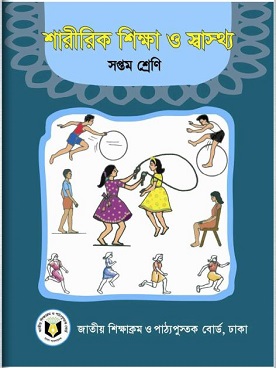 শারীরিক শিক্ষা ও স্বাস্থ্য
সপ্তম শ্রেণি
জাতীয় শিক্ষাক্রম ও পাঠ্যপুস্তক বোর্ড, ঢাকা